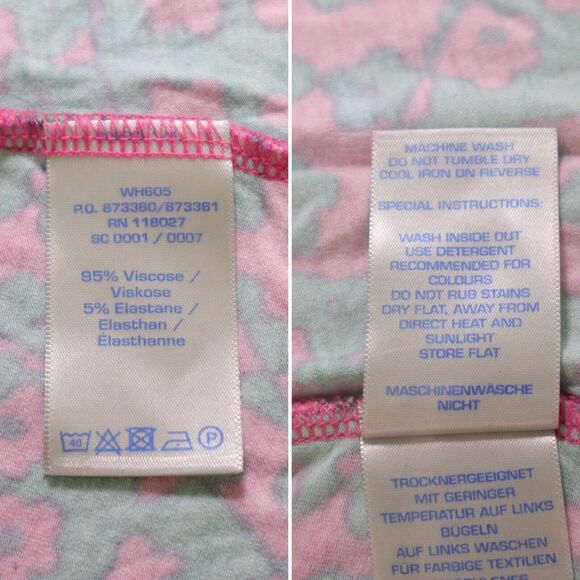 WH605
P.O. 873360/873361
RN 118027
SC 0001 / 0007
95% Viscose /
Viskose
5% Elastane /
Elasthan /
Élasthanne
40
P
MACHINE WASH
DO NOT TUMBLE DRY
COOL IRON ON REVERSE
SPECIAL INSTRUCTIONS:
WASH INSIDE OUT
USE DETERGENT
RECOMMENDED FOR
COLOURS
DO NOT RUB STAINS
DRY FLAT, AWAY FROM
DIRECT HEAT AND
SUNLIGHT
STORE FLAT
MASCHINENWÄSCHE
NICHT
TROCKNERGEEIGNET
MIT GERINGER
TEMPERATUR AUF LINKS
BÜGELN
AUF LINKS WASCHEN
FÜR FARBIGE TEXTILIEN